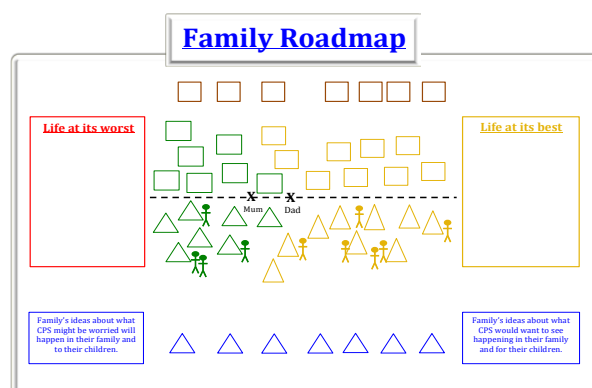 Family Roadmap
Life at its worst
Life at its best
X
X
Mum
Dad
Family's ideas about what
CPS might be worried will
happen in their family and
to their children.
Family's ideas about what
CPS would want to see
happening in their family
and for their children.